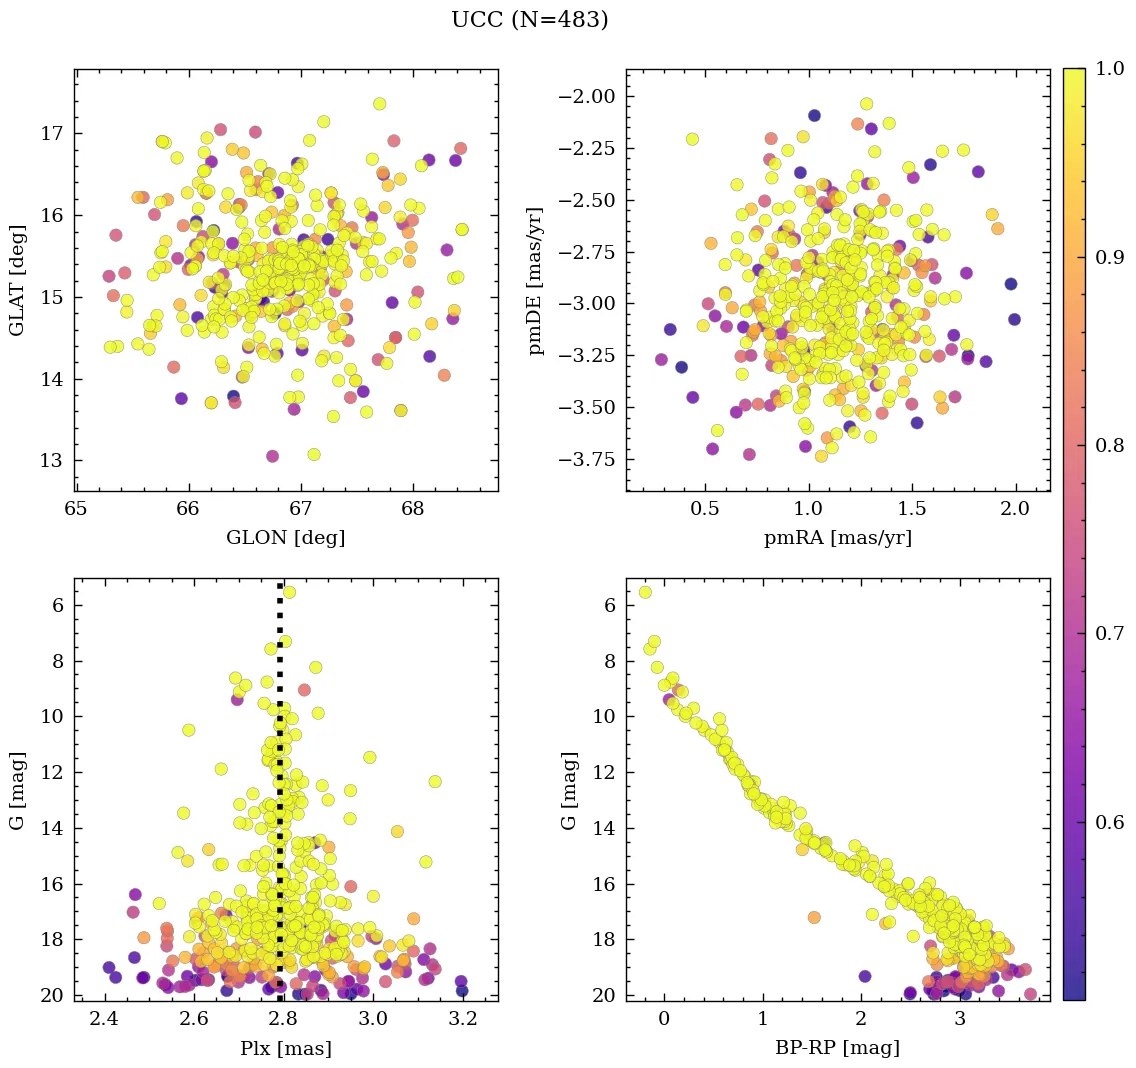 UCC (N=483)
17
16
15
14
13
GLAT [deg]
65 66 67 68
GLON [deg]
−2.00
−2.25
−2.50
−2.75
−3.00
−3.25
−3.50
−3.75
pmDE [mas/yr]
0.5 1.0 1.5 2.0
pmRA [mas/yr]
1.0
0.9
0.8
0.7
0.6
6
8
10
12
14
16
18
20
G [mag]
2.4 2.6 2.8 3.0 3.2
Plx [mas]
6
8
10
12
14
16
18
20
G [mag]
0 1 2 3
BP-RP [mag]